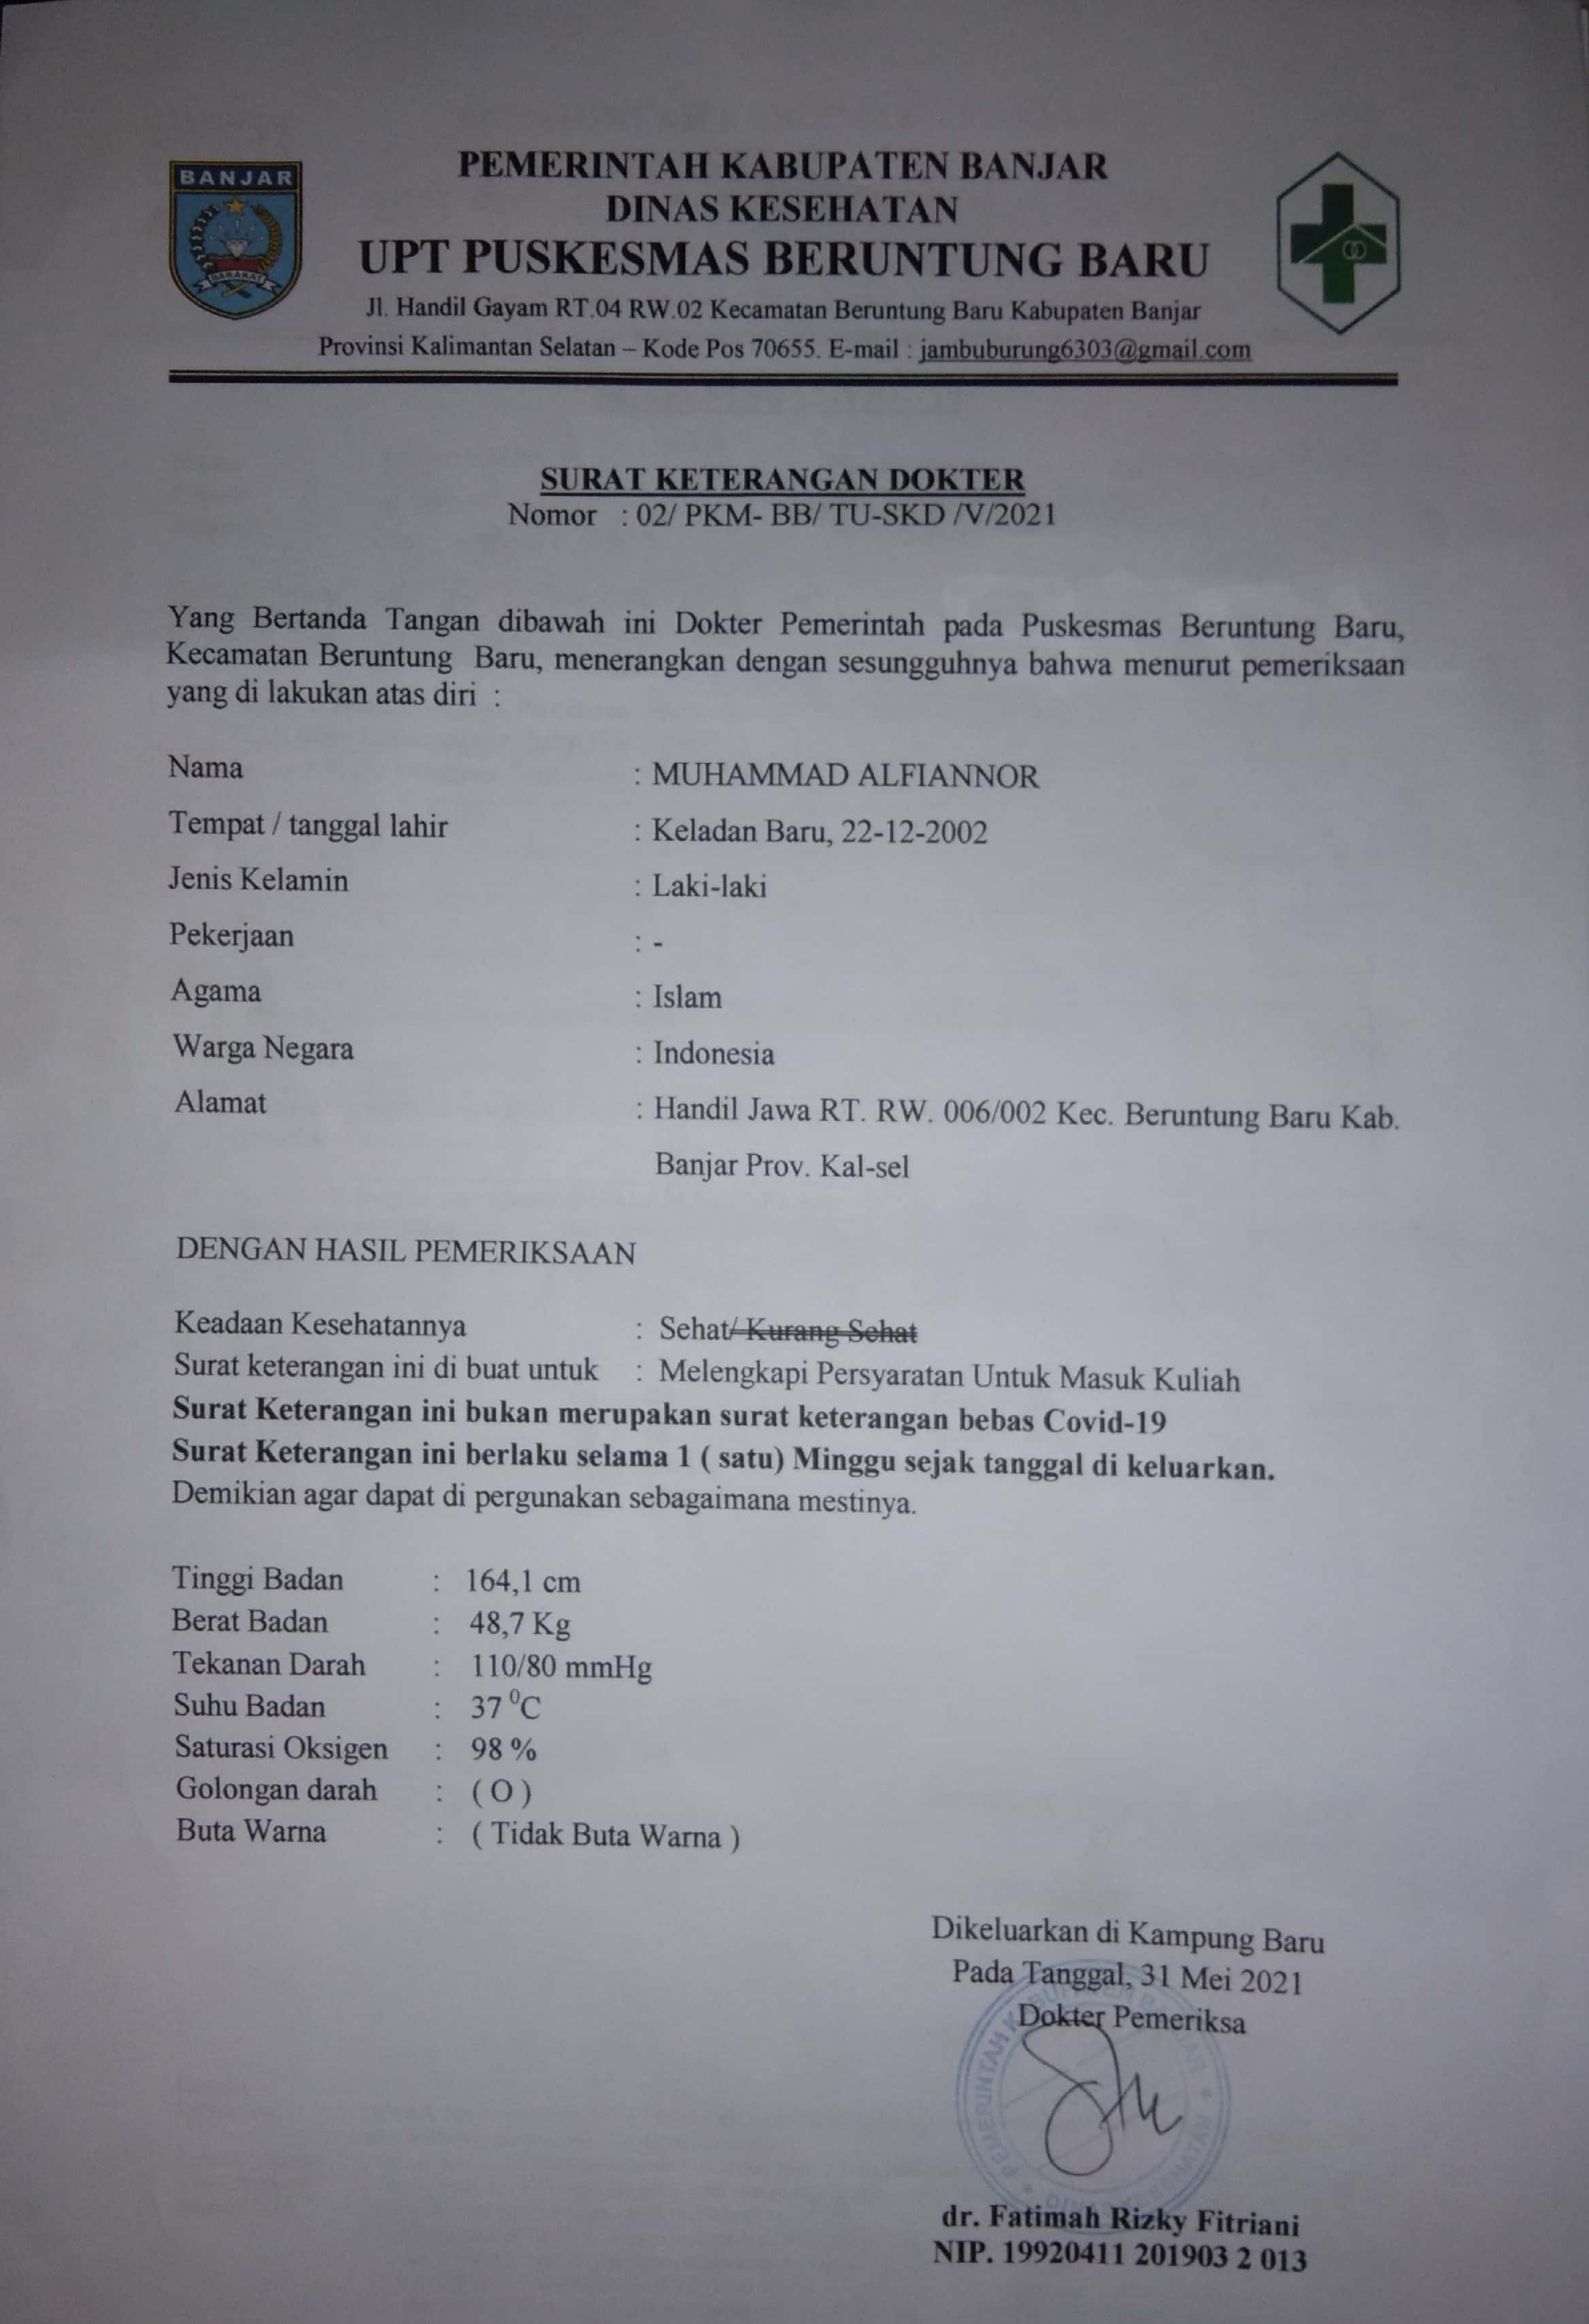 BANJAR
BARAKAT
PEMERINTAH KABUPATEN BANJAR
DINAS KESEHATAN
UPT PUSKESMAS BERUNTUNG BARU
Jl. Handil Gayam RT.04 RW.02 Kecamatan Beruntung Baru Kabupaten Banjar
Provinsi Kalimantan Selatan – Kode Pos 70655. E-mail : jambuburung6303@gmail.com
SURAT KETERANGAN DOKTER
Nomor : 02/ PKM- BB/ TU-SKD /V/2021
Yang Bertanda Tangan dibawah ini Dokter Pemerintah pada Puskesmas Beruntung Baru,
Kecamatan Beruntung Baru, menerangkan dengan sesungguhnya bahwa menurut pemeriksaan
yang di lakukan atas diri :
Nama : MUHAMMAD ALFIANNOR
Tempat / tanggal lahir : Keladan Baru, 22-12-2002
Jenis Kelamin : Laki-laki
Pekerjaan : -
Agama : Islam
Warga Negara : Indonesia
Alamat : Handil Jawa RT. RW. 006/002 Kec. Beruntung Baru Kab.
Banjar Prov. Kal-sel
DENGAN HASIL PEMERIKSAAN
Keadaan Kesehatannya : Sehat/ Kurang Sehat
Surat keterangan ini di buat untuk : Melengkapi Persyaratan Untuk Masuk Kuliah
Surat Keterangan ini bukan merupakan surat keterangan bebas Covid-19
Surat Keterangan ini berlaku selama 1 ( satu) Minggu sejak tanggal di keluarkan.
Demikian agar dapat di pergunakan sebagaimana mestinya.
Tinggi Badan : 164,1 cm
Berat Badan : 48,7 Kg
Tekanan Darah : 110/80 mmHg
Suhu Badan : 37 ⁰C
Saturasi Oksigen : 98 %
Golongan darah : ( O )
Buta Warna : ( Tidak Buta Warna )
Dikeluarkan di Kampung Baru
Pada Tanggal, 31 Mei 2021
Dokter Pemeriksa
PEMERINTAH KABUPATEN BANJAR
DINAS KESEHATAN
dr. Fatimah Rizky Fitriani
NIP. 19920411 201903 2 013